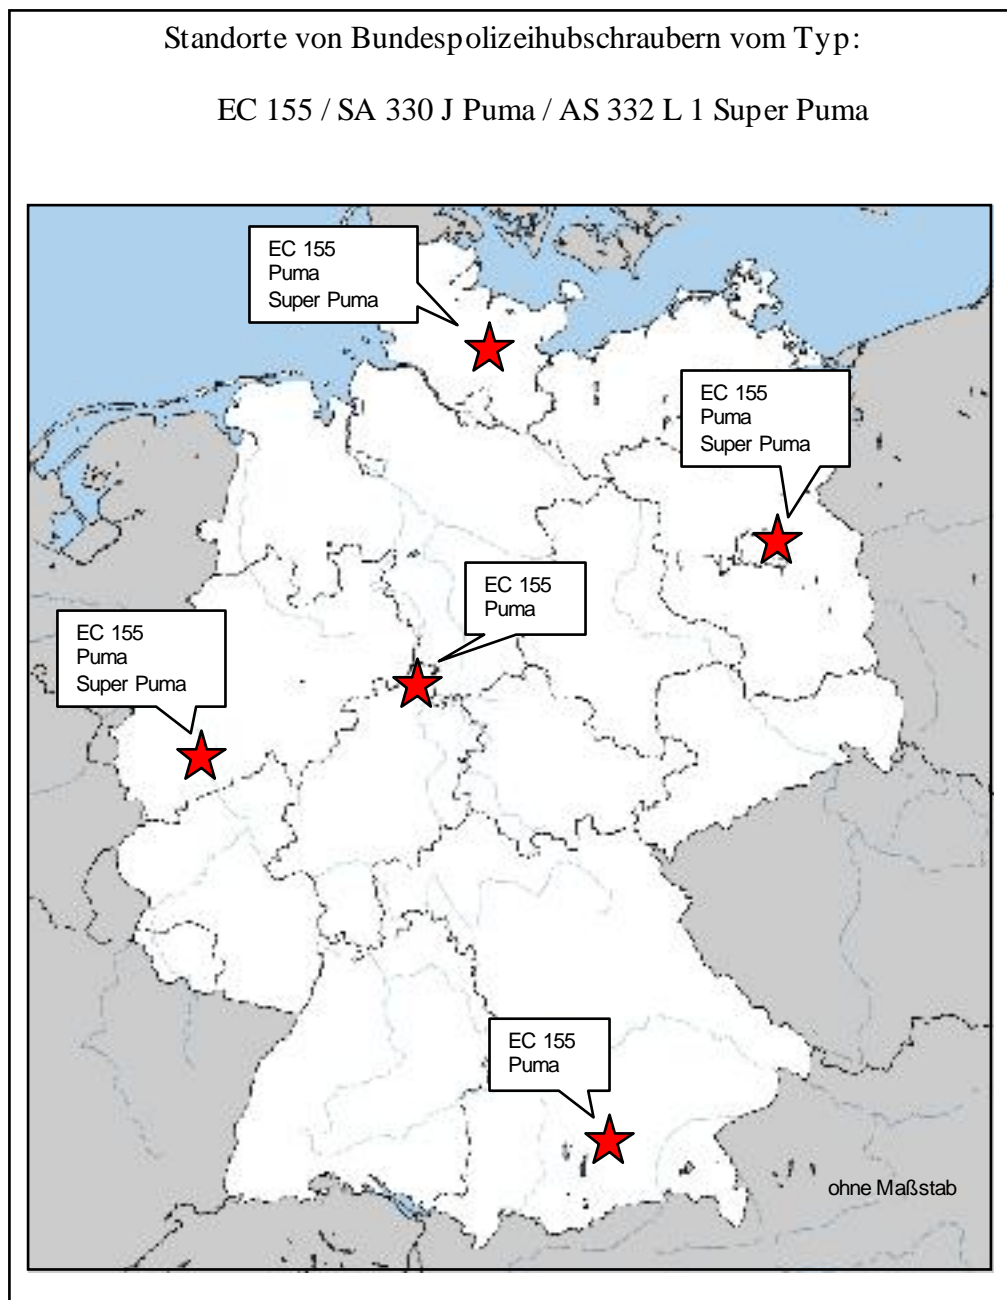 Standorte von Bundespolizeihubschraubern vom Typ:
EC 155 / SA 330 J Puma / AS 332 L 1 Super Puma
EC 155
Puma
Super Puma
EC 155
Puma
Super Puma
EC 155
Puma
EC 155
Puma
Super Puma
EC 155
Puma
ohne Maßstab